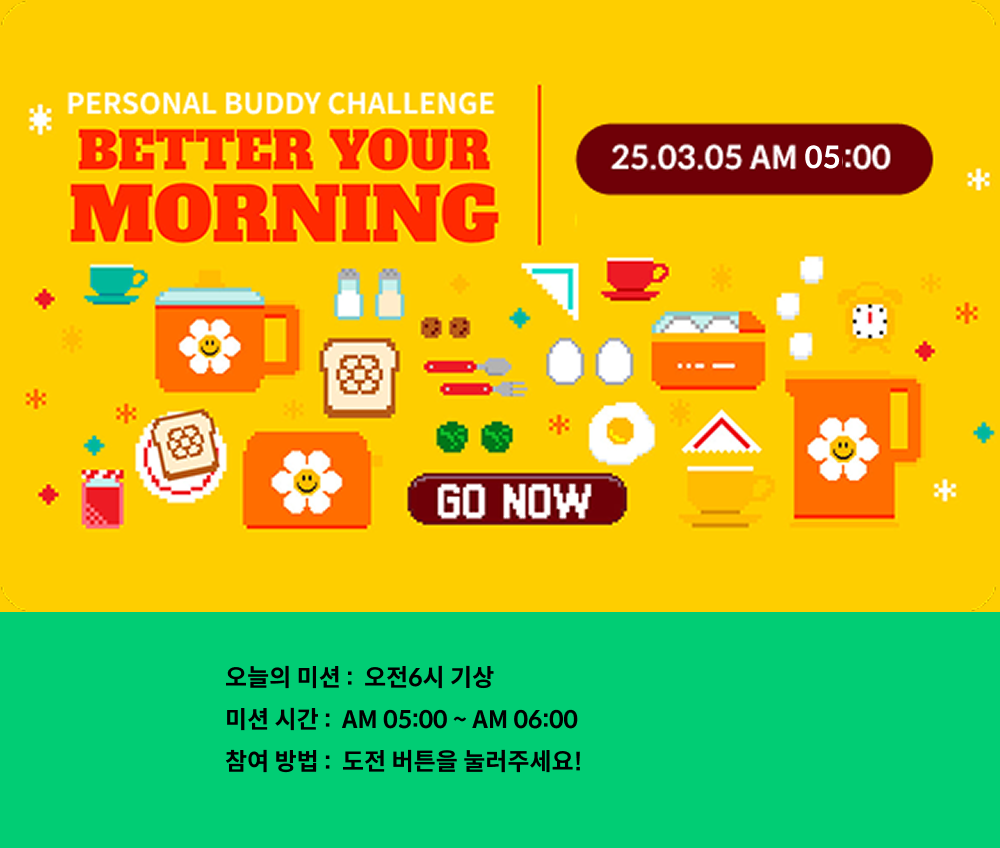 PERSONAL BUDDY CHALLENGE
BETTER YOUR
MORNING
25.03.05 AM 05:00
GO NOW
오늘의 미션 : 오전6시 기상
미션 시간 : AM 05:00 ~ AM 06:00
참여 방법 : 도전 버튼을 눌러주세요!